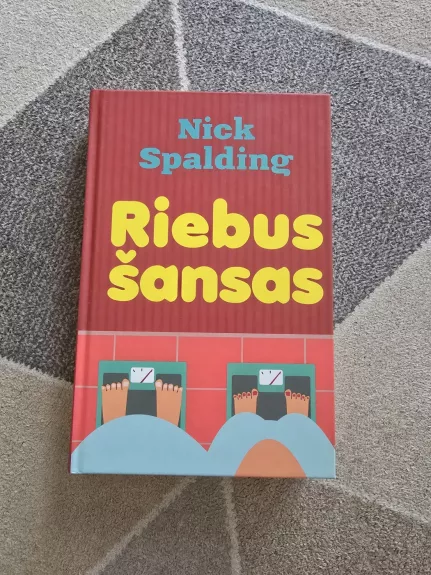 Nick
Spalding
Riebus
šansas